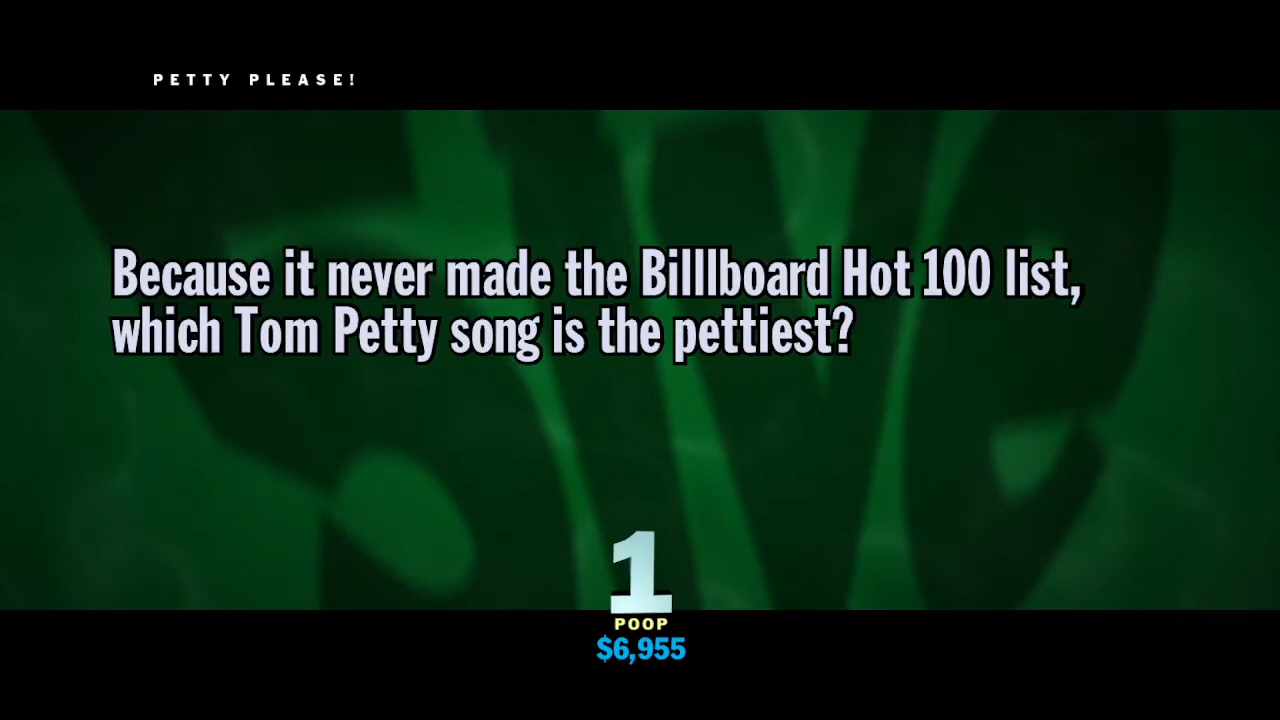 PETTY PLEASE!
Because it never made the Billlboard Hot 100 list,
which Tom Petty song is the pettiest?
1
POOP
$6,955